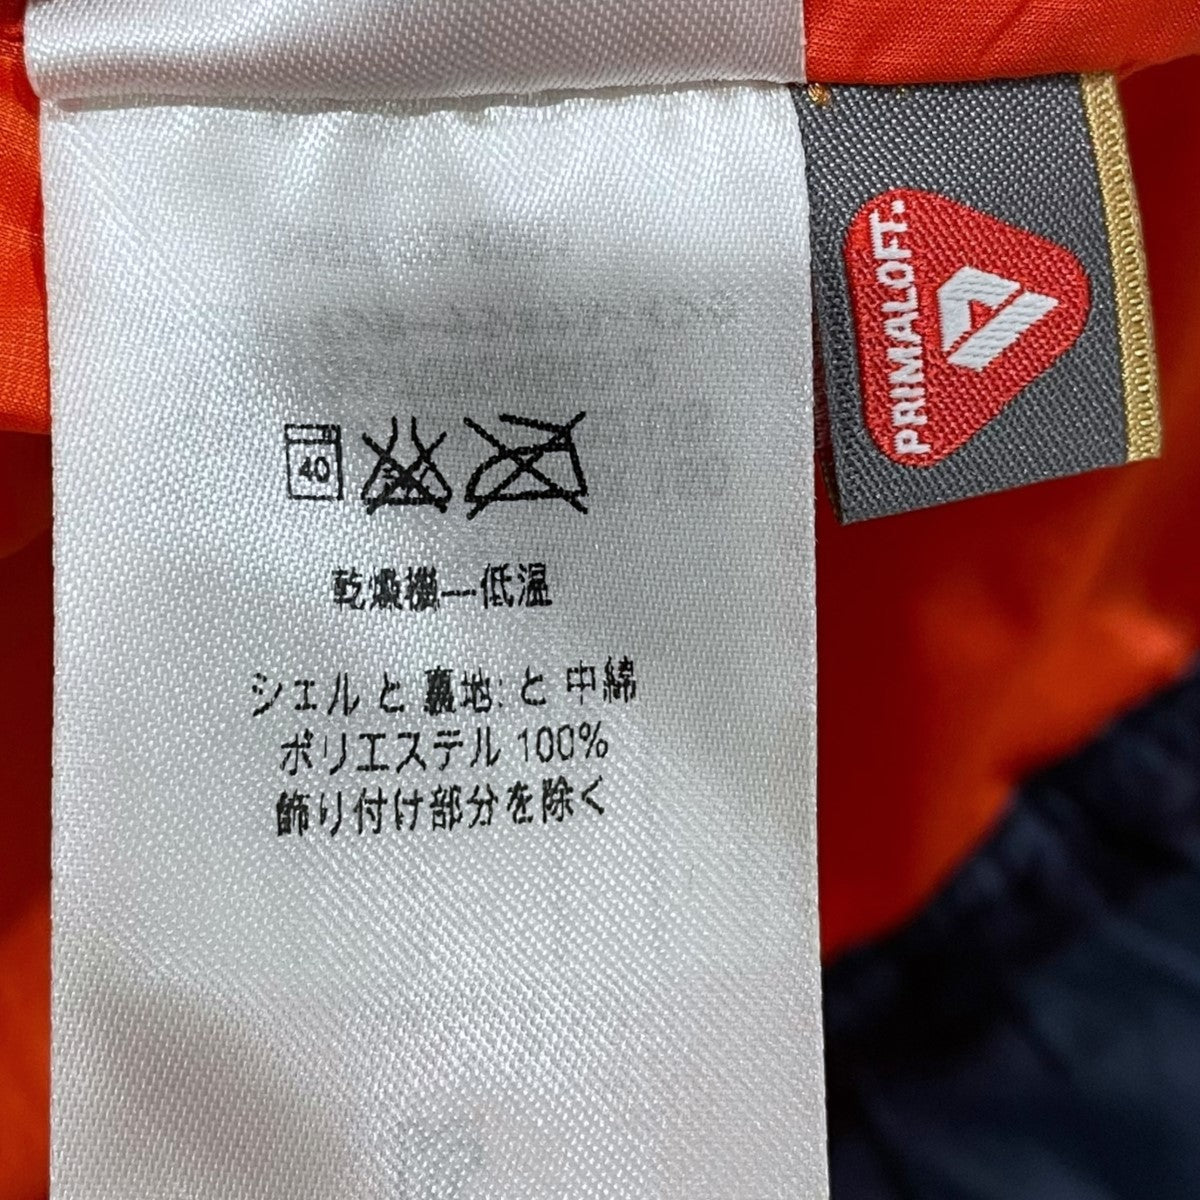 40
乾燥機—低温
シェルと裏地:と中綿
ポリエステル 100%
飾り付け部分を除く
PRIMALOFT.